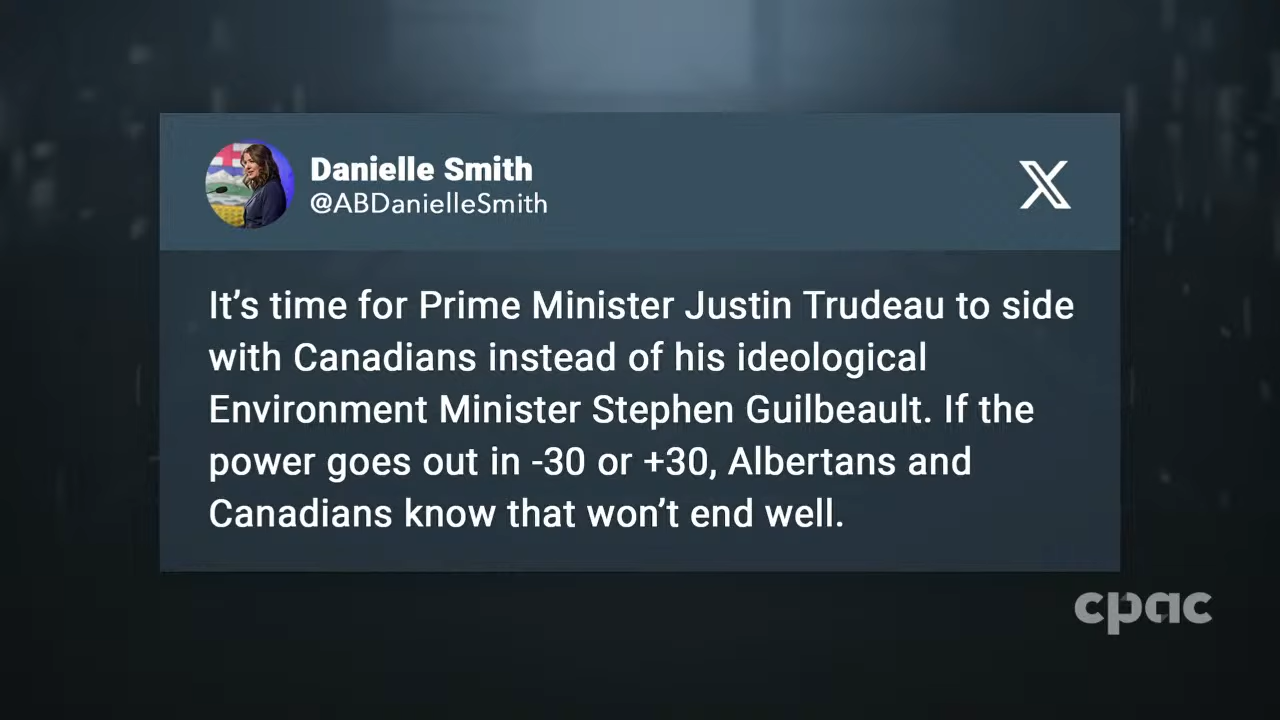 Danielle Smith
@ABDanielleSmith
X
It's time for Prime Minister Justin Trudeau to side
with Canadians instead of his ideological
Environment Minister Stephen Guilbeault. If the
power goes out in -30 or +30, Albertans and
Canadians know that won't end well.
cpac